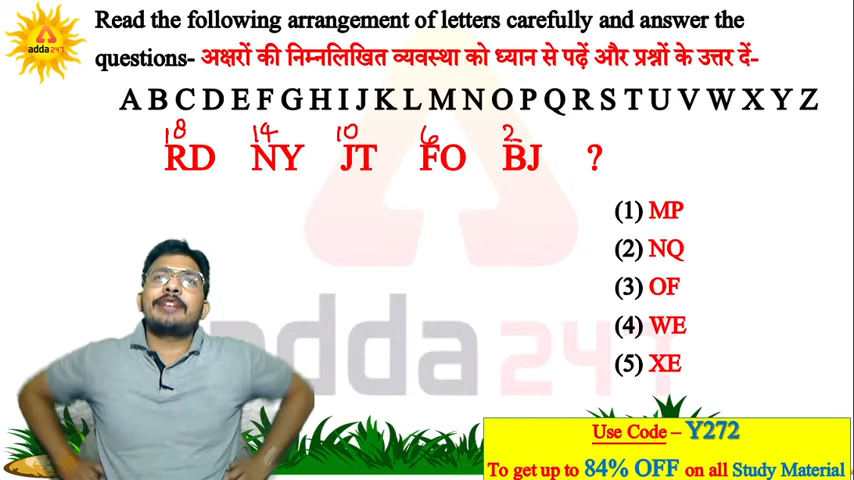 Read the following arrangement of letters carefully and answer the
questions- अक्षरों की निम्नलिखित व्यवस्था को ध्यान से पढ़ें और प्रश्नों के उत्तर दें-
adda247
A B C D E F G H I J K L M N O P Q R S T U V W X Y Z
18 14 10 6 2
RD NY JT FO BJ ?
(1) MP
(2) NQ
(3) OF
(4) WE
(5) XE
adda247
Use Code – Y272
To get up to 84% OFF on all Study Material